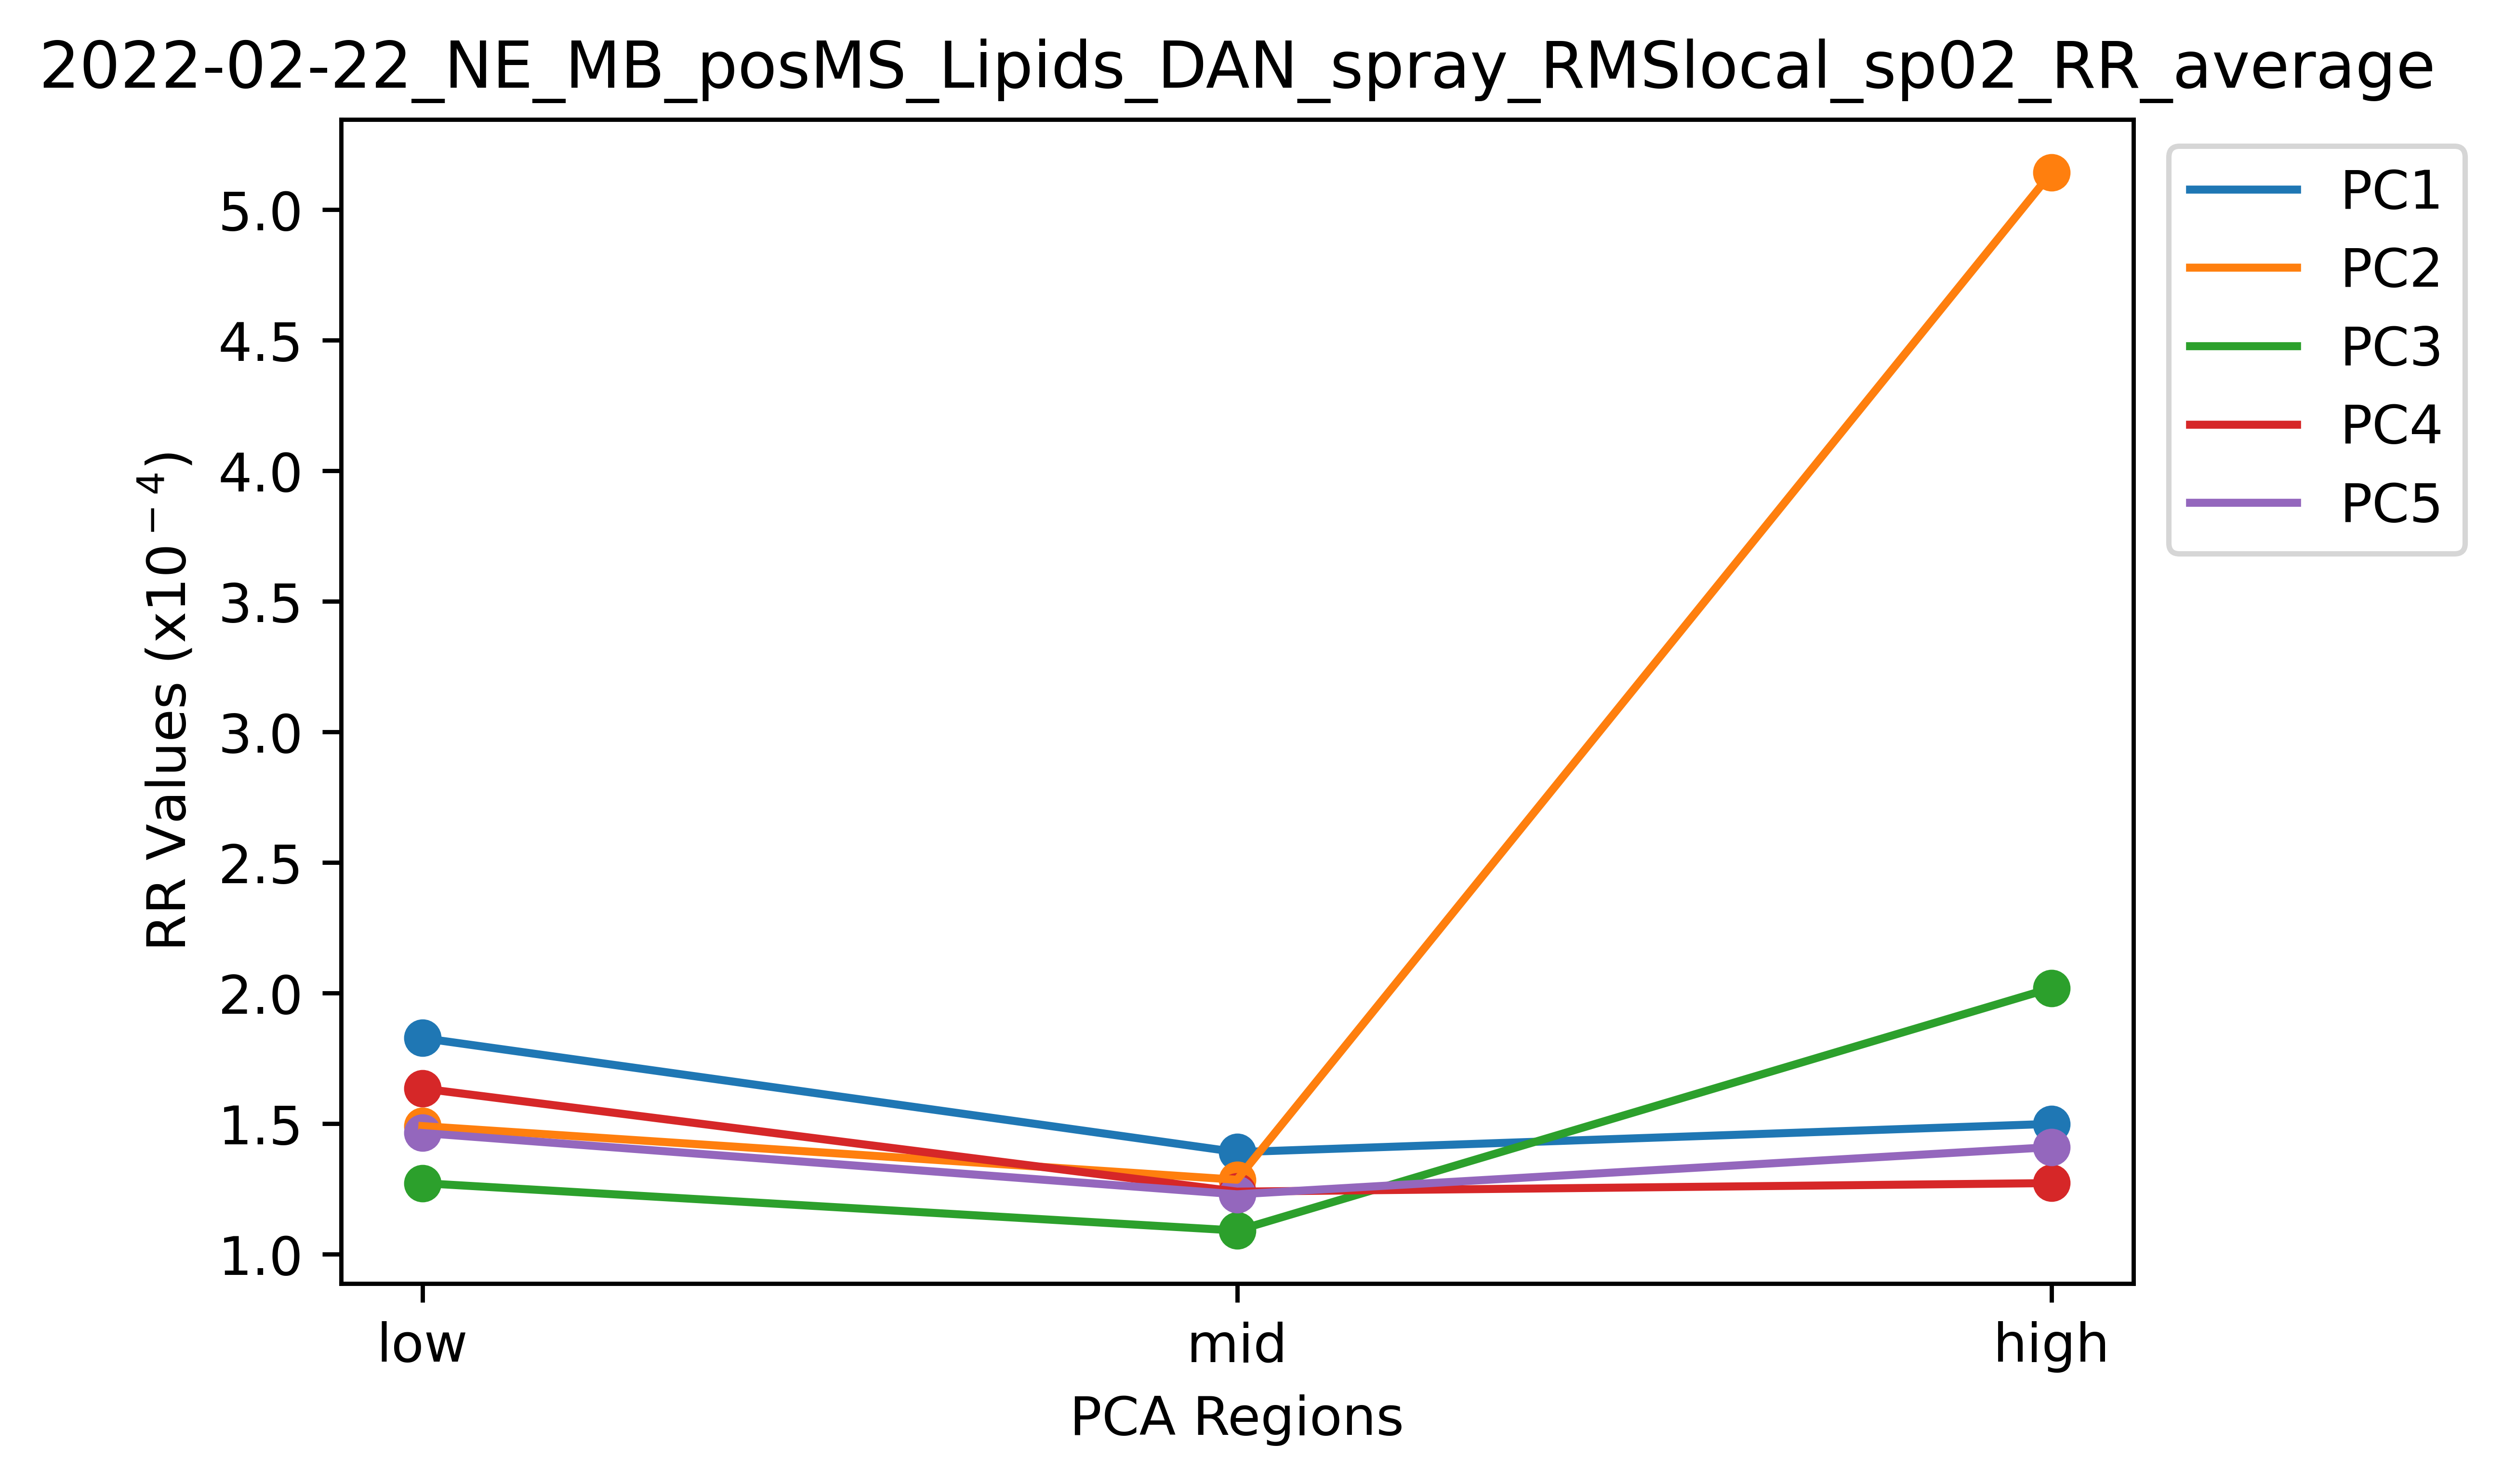 2022-02-22_NE_MB_posMS_Lipids_DAN_spray_RMSlocal_sp02_RR_average
PC1
PC2
PC3
PC4
PC5
RR Values (x10⁻⁴)
5.0
4.5
4.0
3.5
3.0
2.5
2.0
1.5
1.0
low mid high
PCA Regions